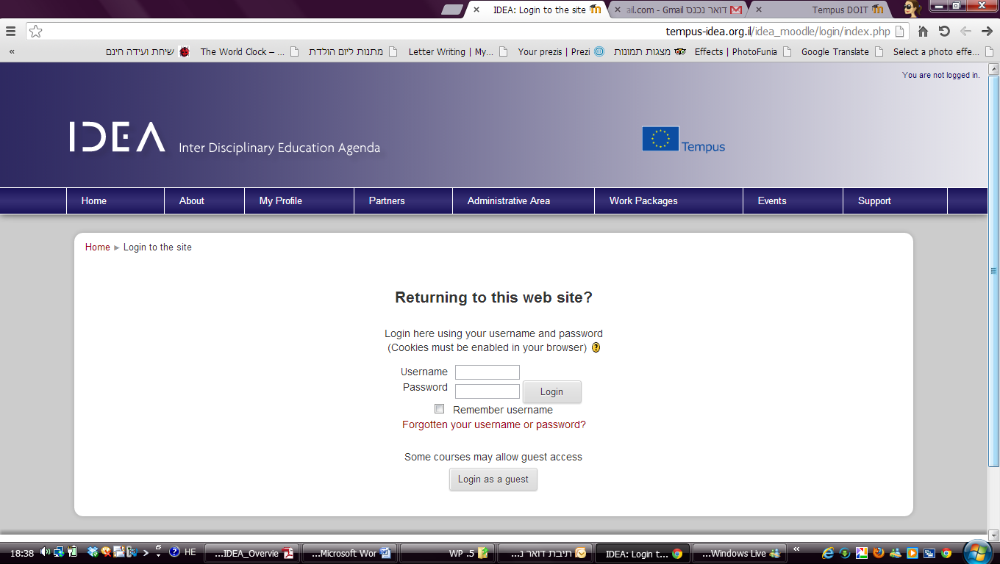 IDEA: Login to the site
דואר נכנס ail.com - Gmail
Tempus DOIT
tempus-idea.org.il/idea_moodle/login/index.php
«
שיחת ועידה חינם
The World Clock – ...
מתנות ליום הולדת
Letter Writing | My...
Your prezis | Prezi
מצגות תמונות
Effects | PhotoFunia
Google Translate
Select a photo effe...
You are not logged in.
IDEA Inter Disciplinary Education Agenda
Tempus
Home About My Profile Partners Administrative Area Work Packages Events Support
Home ► Login to the site
Returning to this web site?
Login here using your username and password
(Cookies must be enabled in your browser) ?
Username
Password Login
Remember username
Forgotten your username or password?
Some courses may allow guest access
Login as a guest
18:38
HE
...IDEA_Overvie
...Microsoft Wor
WP .5
תיבת דואר נ...
IDEA: Login t...
...Windows Live
«